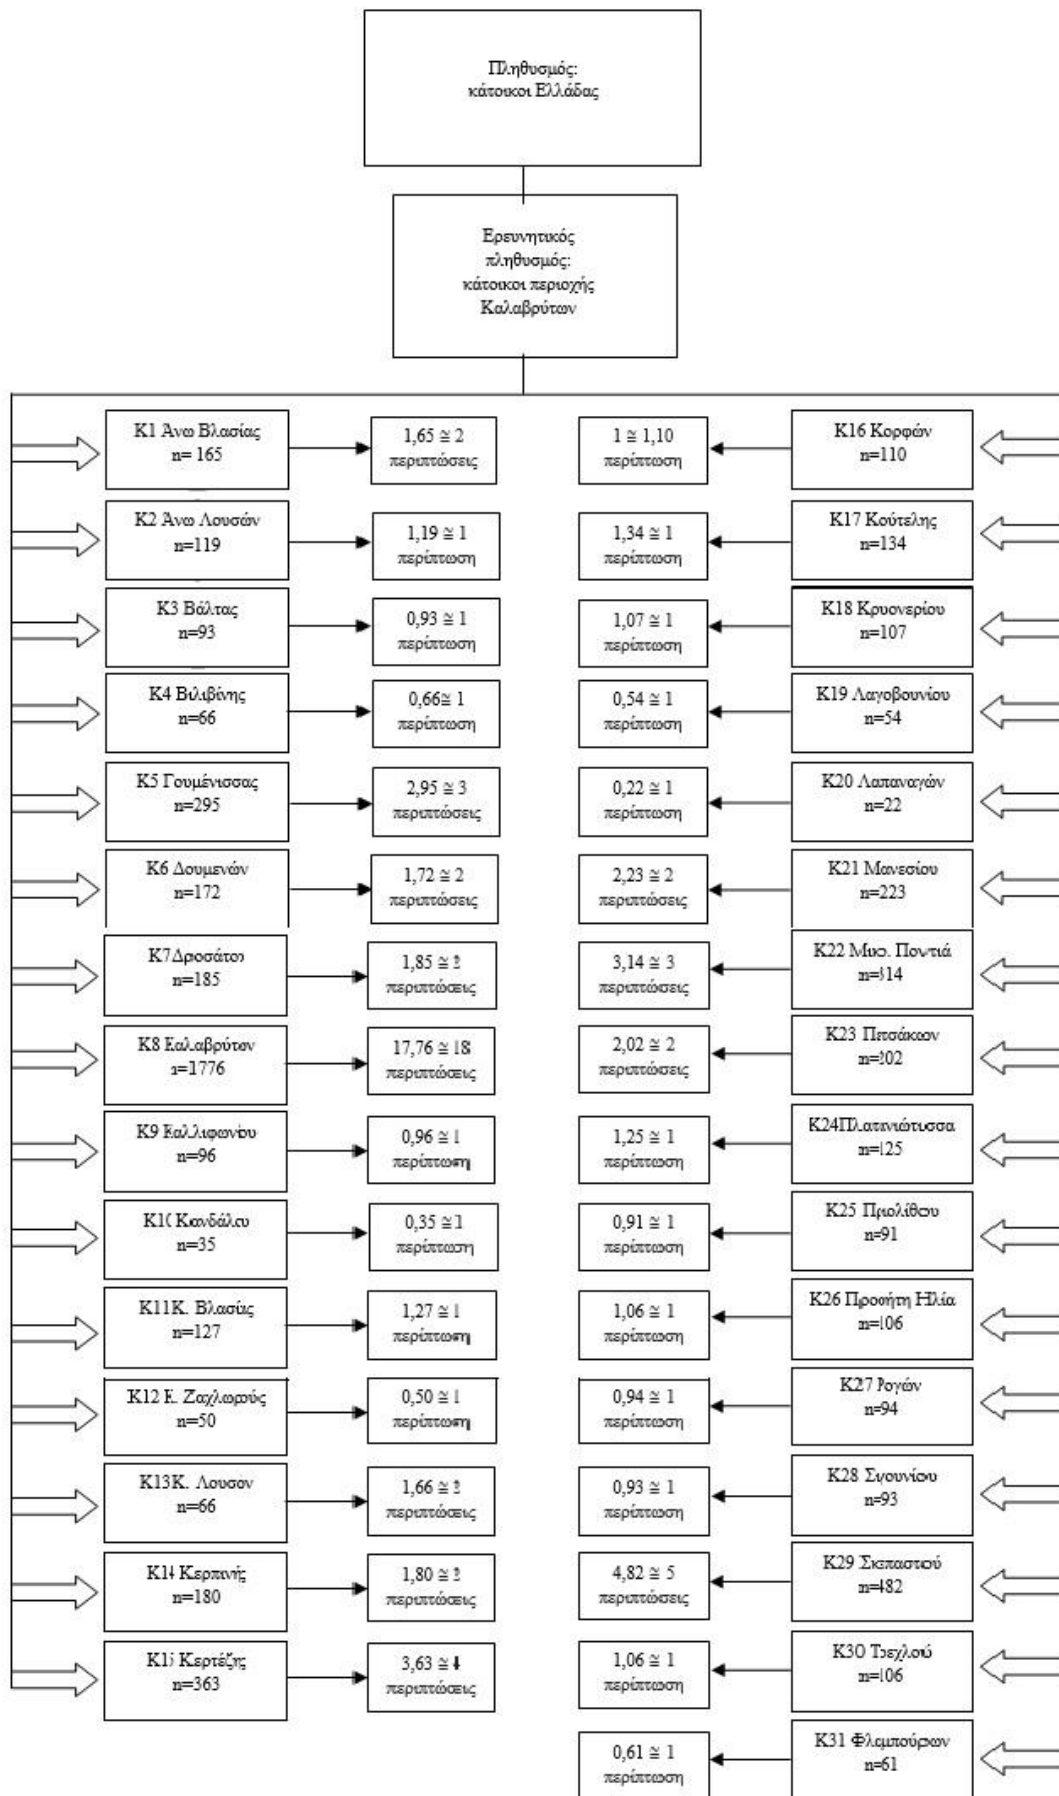 Πληθυσμός:
κάτοικοι Ελλάδας
Ερευνητικός
πληθυσμός:
κάτοικοι περιοχής
Καλαβρύτων
Κ1 Άνω Βλασίας
n= 165
1,65 ≅ 2
περιπτώσεις
1 ≅ 1,10
περίπτωση
Κ16 Κορφών
n=110
Κ2 Άνω Λουσών
n=119
1,19 ≅ 1
περίπτωση
1,34 ≅ 1
περίπτωση
Κ17 Κούτελης
n=134
Κ3 Βάλτας
n=93
0,93 ≅ 1
περίπτωση
1,07 ≅ 1
περίπτωση
Κ18 Κρυονερίου
n=107
Κ4 Βιλιβίνης
n=66
0,66≅ 1
περίπτωση
0,54 ≅ 1
περίπτωση
Κ19 Λαγοβουνίου
n=54
Κ5 Γουμένισσας
n=295
2,95 ≅ 3
περιπτώσεις
0,22 ≅ 1
περίπτωση
Κ20 Λαπαναγών
n=22
Κ6 Δουμενών
n=172
1,72 ≅ 2
περιπτώσεις
2,23 ≅ 2
περιπτώσεις
Κ21 Μανεσίου
n=223
Κ7Δροσάτου
n=185
1,85 ≅ 2
περιπτώσεις
3,14 ≅ 3
περιπτώσεις
Κ22 Μικρ. Ποντιά
n=314
Κ8 Καλαβρύτων
n=1776
17,76 ≅ 18
περιπτώσεις
2,02 ≅ 2
περιπτώσεις
Κ23 Πετσάκων
n=202
Κ9 Καλλιφωνίου
n=96
0,96 ≅ 1
περίπτωση
1,25 ≅ 1
περίπτωση
Κ24Πλατανιώτισσα
n=125
Κ10 Κανδάλου
n=35
0,35 ≅ 1
περίπτωση
0,91 ≅ 1
περίπτωση
Κ25 Πριολίθου
n=91
Κ11Κ. Βλασίας
n=127
1,27 ≅ 1
περίπτωση
1,06 ≅ 1
περίπτωση
Κ26 Προφήτη Ηλία
n=106
Κ12 Κ. Ζαχλωρούς
n=50
0,50 ≅ 1
περίπτωση
0,94 ≅ 1
περίπτωση
Κ27 Ρογών
n=94
Κ13Κ. Λουσών
n=66
1,66 ≅ 2
περιπτώσεις
0,93 ≅ 1
περίπτωση
Κ28 Σιγουνίου
n=93
Κ14 Κερπινής
n=180
1,80 ≅ 2
περιπτώσεις
4,82 ≅ 5
περιπτώσεις
Κ29 Σκεπαστού
n=482
Κ15 Κερτέζης
n=363
3,63 ≅ 4
περιπτώσεις
1,06 ≅ 1
περίπτωση
Κ30 Τρεχλού
n=106
0,61 ≅ 1
περίπτωση
Κ31 Φλαμπούρων
n=61